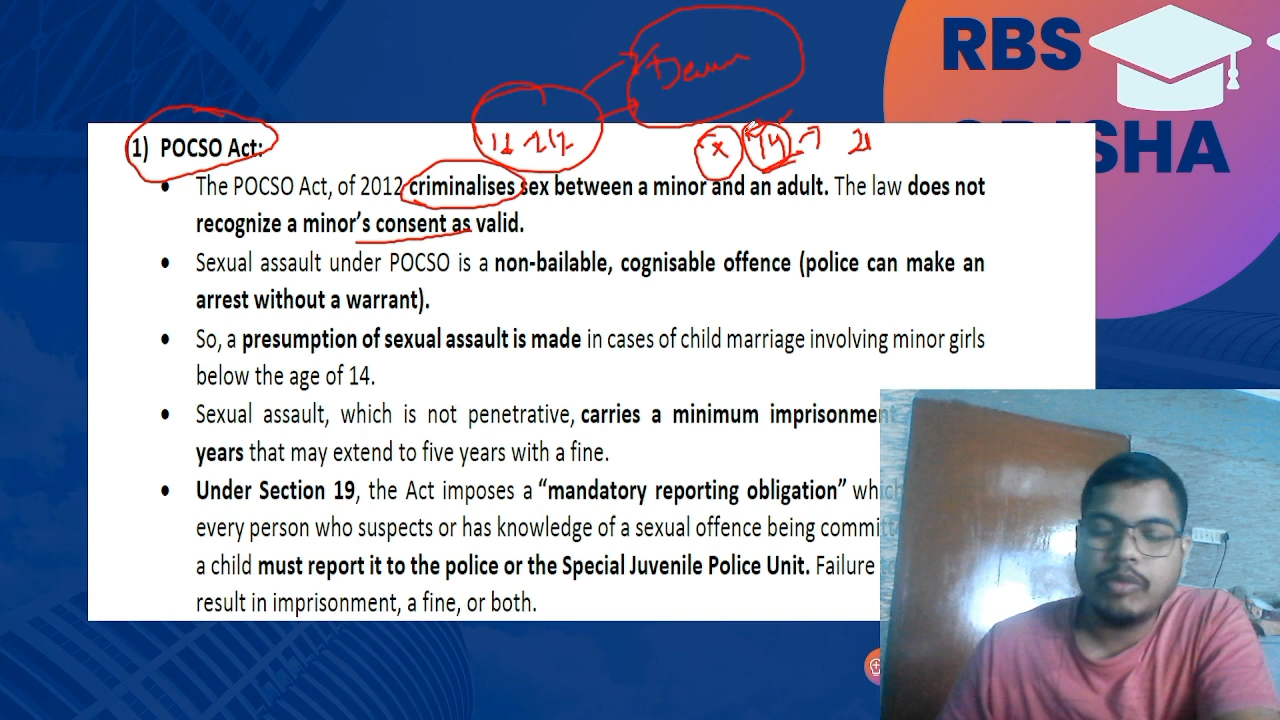 RBS
SHA
1) POCSO Act:
14
• The POCSO Act, of 2012 criminalises sex between a minor and an adult. The law does not
recognize a minor's consent as valid.
• Sexual assault under POCSO is a non-bailable, cognisable offence (police can make an
arrest without a warrant).
• So, a presumption of sexual assault is made in cases of child marriage involving minor girls
below the age of 14.
• Sexual assault, which is not penetrative, carries a minimum imprisonment
years that may extend to five years with a fine.
• Under Section 19, the Act imposes a “mandatory reporting obligation” which
every person who suspects or has knowledge of a sexual offence being
a child must report it to the police or the Special Juvenile Police Unit. Failure
result in imprisonment, a fine, or both.